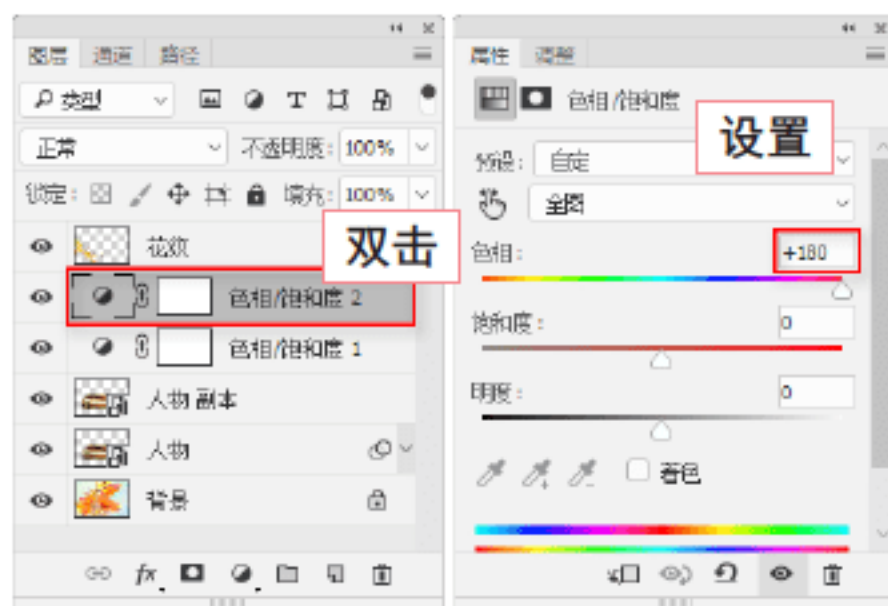 图层 通道 路径
类型
正常 不透明度: 100%
锁定: 填充: 100%
花纹
双击
色相/饱和度 2
色相/饱和度 1
人物 副本
人物
背景
fx
属性 调整
色相/饱和度
设置
预设: 自定
全图
色相: +180
饱和度: 0
明度: 0
着色